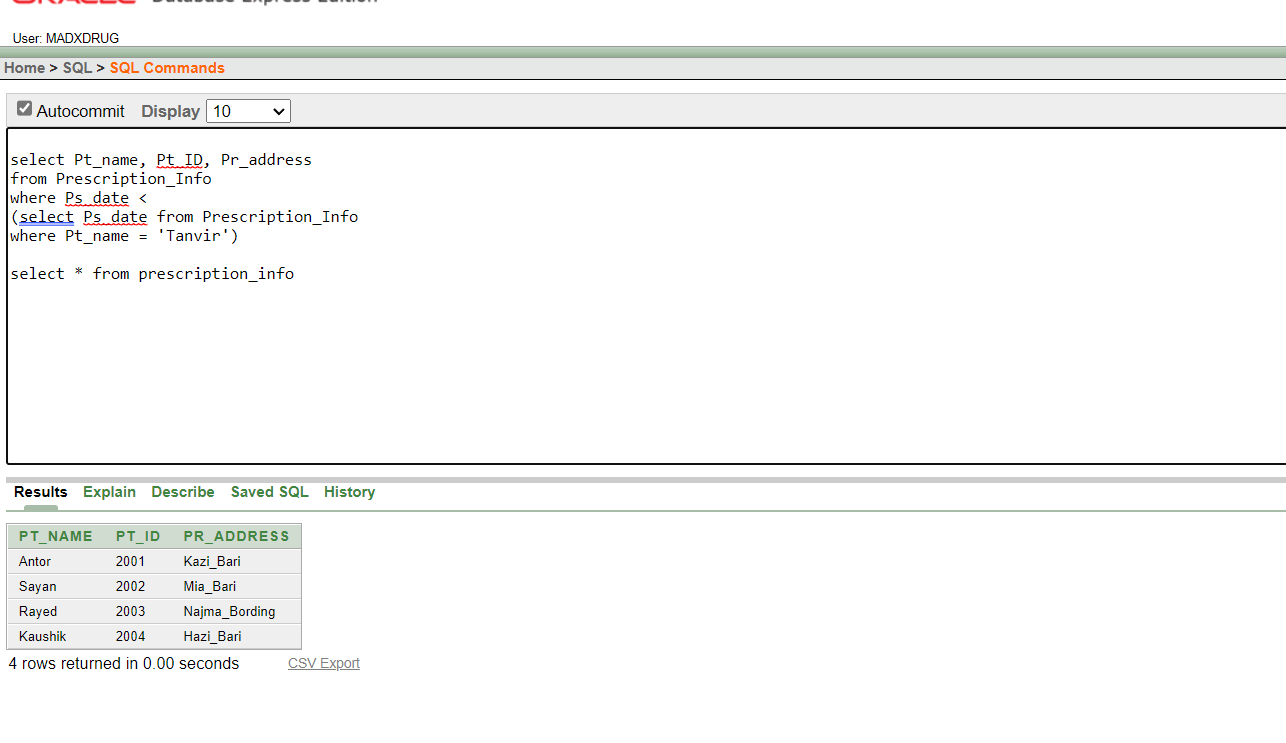 ORACLE Database Express Edition
User: MADXDRUG
Home > SQL > SQL Commands
Autocommit Display 10
select Pt_name, Pt_ID, Pr_address
from Prescription_Info
where Ps_date <
(select Ps_date from Prescription_Info
where Pt_name = 'Tanvir')
select * from prescription_info
Results Explain Describe Saved SQL History
PT_NAME PT_ID PR_ADDRESS
Antor 2001 Kazi_Bari
Sayan 2002 Mia_Bari
Rayed 2003 Najma_Bording
Kaushik 2004 Hazi_Bari
4 rows returned in 0.00 seconds CSV Export